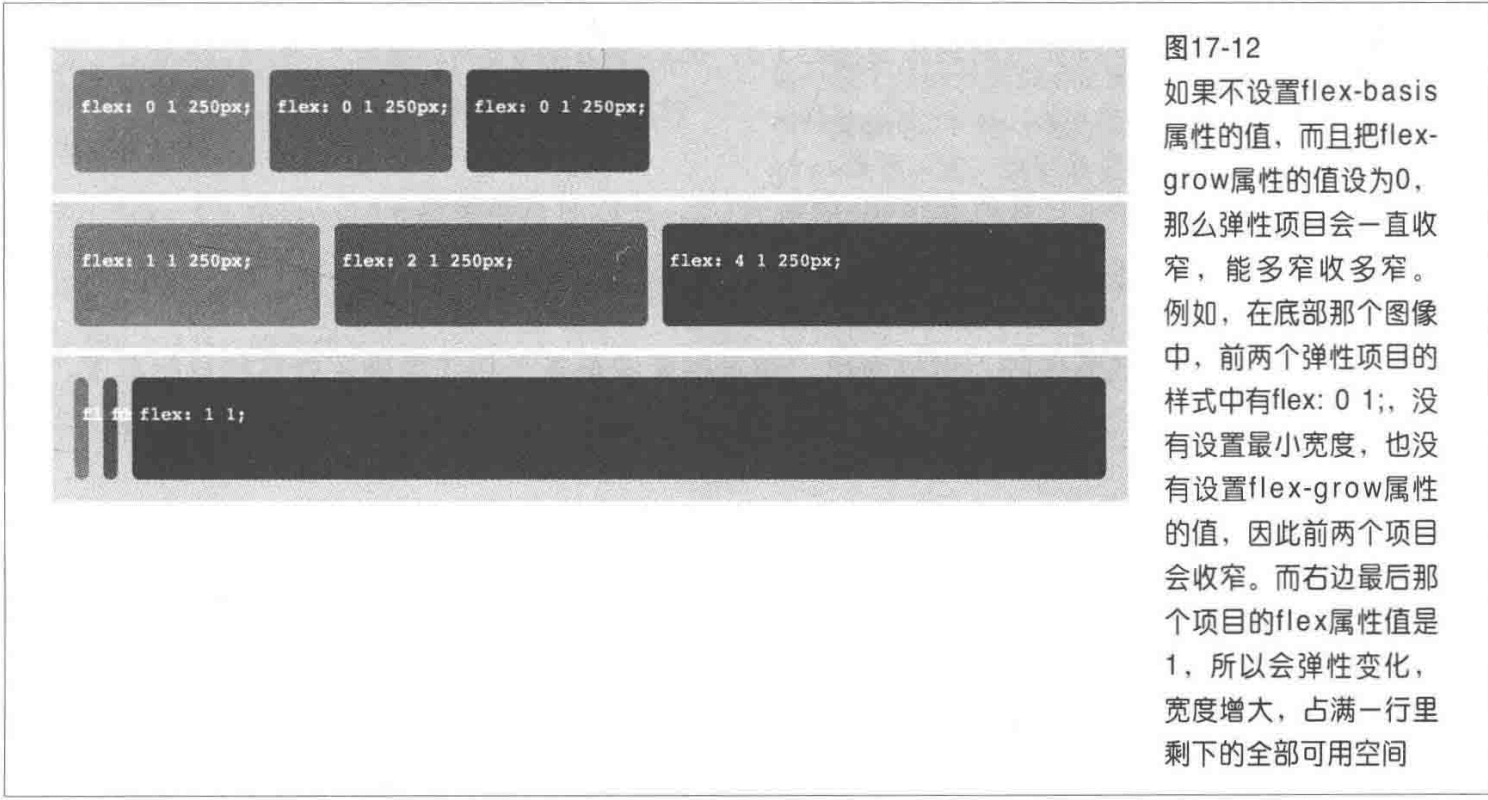 flex: 0 1 250px; flex: 0 1 250px; flex: 0 1 250px;
flex: 1 1 250px; flex: 2 1 250px; flex: 4 1 250px;
flex: 1 1;
图17-12
如果不设置flex-basis
属性的值，而且把flex-
grow属性的值设为0，
那么弹性项目会一直收
窄，能多窄收多窄。
例如，在底部那个图像
中，前两个弹性项目的
样式中有flex: 0 1;，没
有设置最小宽度，也没
有设置flex-grow属性
的值，因此前两个项目
会收窄。而右边最后那
个项目的flex属性值是
1，所以会弹性变化，
宽度增大，占满一行里
剩下的全部可用空间